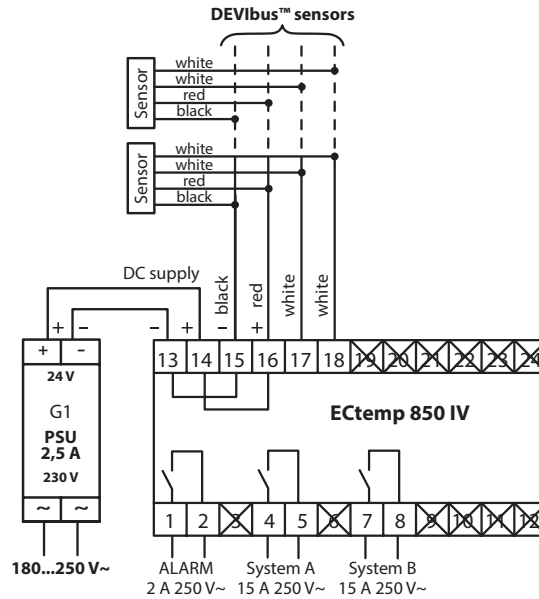 DEVIbus™ sensors
Sensor
white
white
red
black
Sensor
white
white
red
black
DC supply
black
red
white
white
+ – – + – +
+ –
24 V
G1
PSU
2,5 A
230 V
~ ~
180...250 V~
13 14 15 16 17 18 19 20 21 22 23 24
ECtemp 850 IV
1 2 3 4 5 6 7 8 9 10 11 12
ALARM
2 A 250 V~
System A
15 A 250 V~
System B
15 A 250 V~